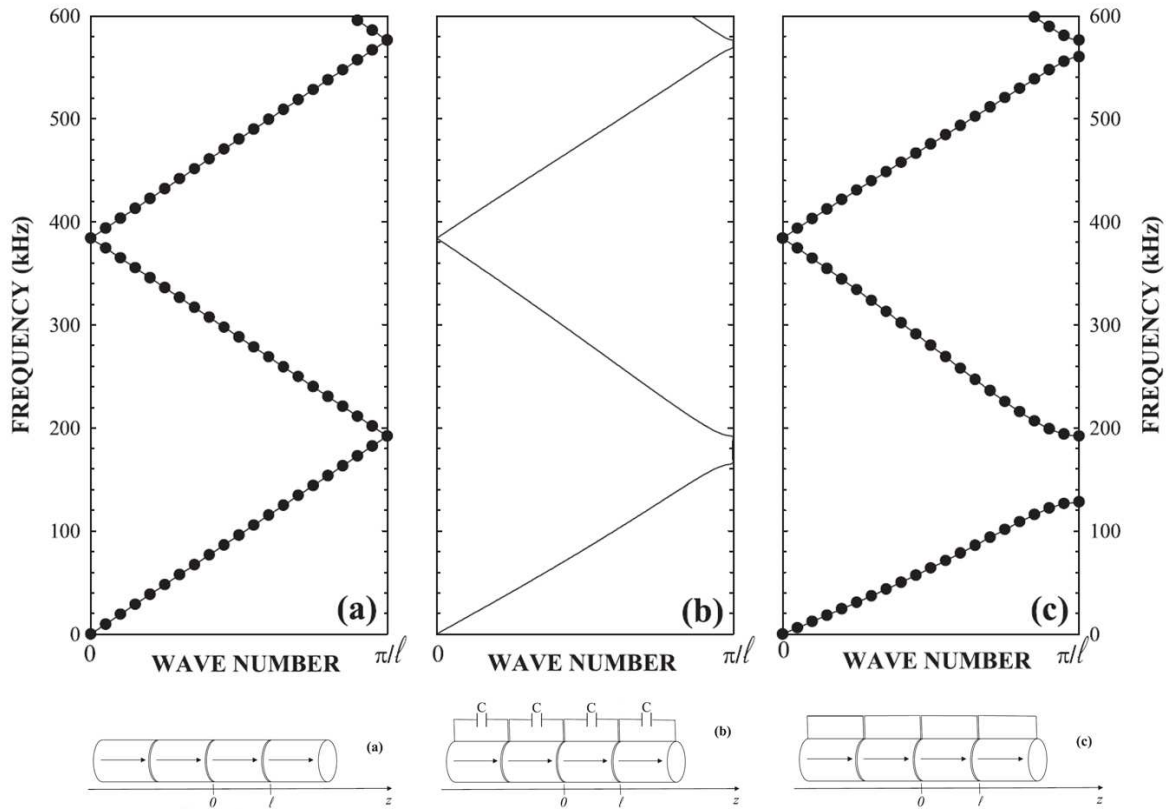 600
500
400
300
200
100
0
FREQUENCY (kHz)
(a)
0
WAVE NUMBER
π/ℓ
(b)
0
WAVE NUMBER
π/ℓ
(c)
0
WAVE NUMBER
π/ℓ
600
500
400
300
200
100
0
FREQUENCY (kHz)
(a)
0
l
z
C
C
C
C
(b)
0
l
z
(c)
0
l
z